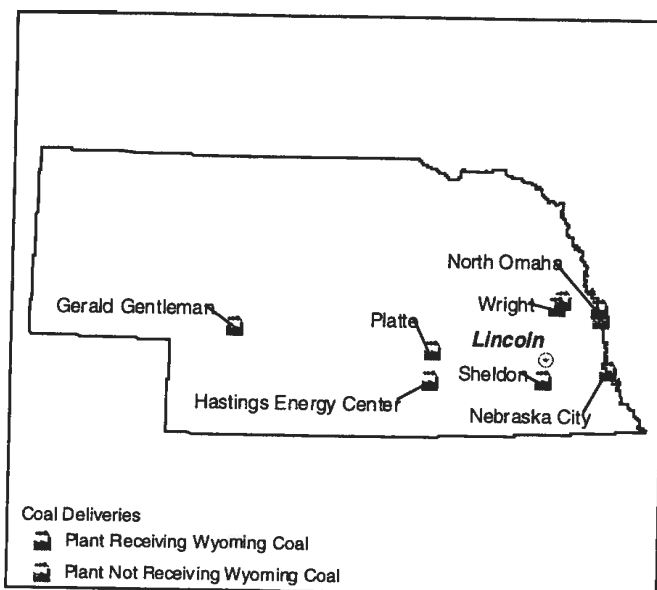 North Omaha
Wright
Gerald Gentleman
Platte
Lincoln
Sheldon
Hastings Energy Center
Nebraska City
Coal Deliveries
Plant Receiving Wyoming Coal
Plant Not Receiving Wyoming Coal